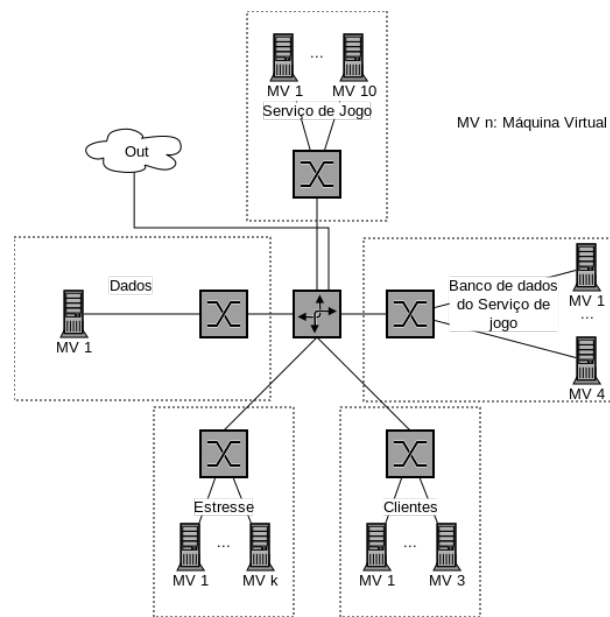 ...
MV 1 MV 10
Serviço de Jogo
MV n: Máquina Virtual
Out
Dados
MV 1
Banco de dados
do Serviço de
jogo
MV 1
...
MV 4
Estresse
...
MV 1 MV k
Clientes
...
MV 1 MV 3